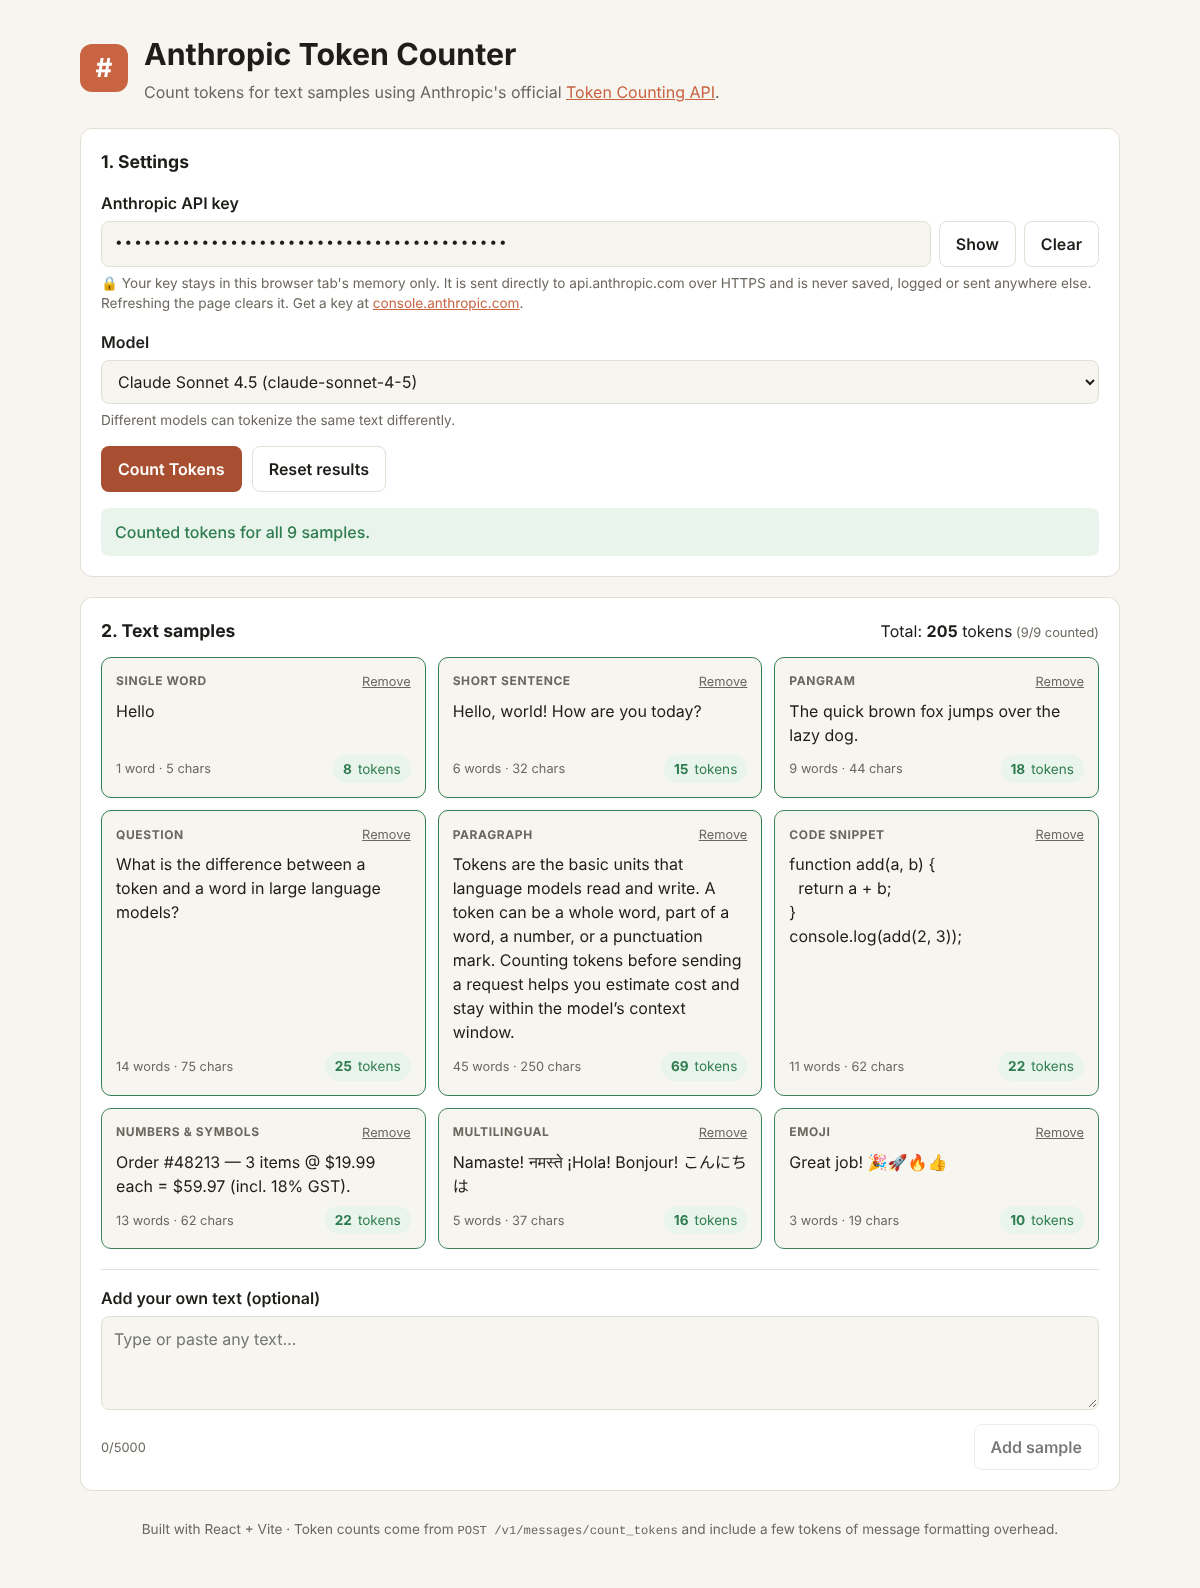 #
Anthropic Token Counter
Count tokens for text samples using Anthropic's official Token Counting API.
1. Settings
Anthropic API key
••••••••••••••••••••••••••••••••••••••••• Show Clear
🔒 Your key stays in this browser tab's memory only. It is sent directly to api.anthropic.com over HTTPS and is never saved, logged or sent anywhere else.
Refreshing the page clears it. Get a key at console.anthropic.com.
Model
Claude Sonnet 4.5 (claude-sonnet-4-5)
Different models can tokenize the same text differently.
Count Tokens Reset results
Counted tokens for all 9 samples.
2. Text samples Total: 205 tokens (9/9 counted)
SINGLE WORD Remove
Hello
1 word · 5 chars 8 tokens
SHORT SENTENCE Remove
Hello, world! How are you today?
6 words · 32 chars 15 tokens
PANGRAM Remove
The quick brown fox jumps over the
lazy dog.
9 words · 44 chars 18 tokens
QUESTION Remove
What is the difference between a
token and a word in large language
models?
14 words · 75 chars 25 tokens
PARAGRAPH Remove
Tokens are the basic units that
language models read and write. A
token can be a whole word, part of a
word, a number, or a punctuation
mark. Counting tokens before sending
a request helps you estimate cost and
stay within the model’s context
window.
45 words · 250 chars 69 tokens
CODE SNIPPET Remove
function add(a, b) {
  return a + b;
}
console.log(add(2, 3));
11 words · 62 chars 22 tokens
NUMBERS & SYMBOLS Remove
Order #48213 — 3 items @ $19.99
each = $59.97 (incl. 18% GST).
13 words · 62 chars 22 tokens
MULTILINGUAL Remove
Namaste! नमस्ते ¡Hola! Bonjour! こんにち
は
5 words · 37 chars 16 tokens
EMOJI Remove
Great job! 🎉🚀🔥👍
3 words · 19 chars 10 tokens
Add your own text (optional)
Type or paste any text...
0/5000 Add sample
Built with React + Vite · Token counts come from POST /v1/messages/count_tokens and include a few tokens of message formatting overhead.